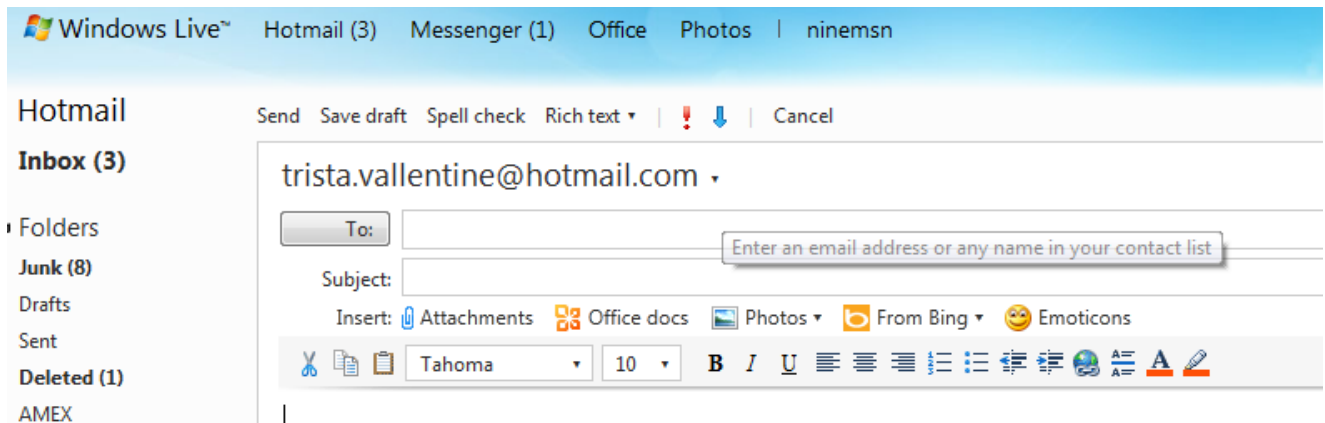 Windows Live™ Hotmail (3) Messenger (1) Office Photos | ninemsn
Hotmail
Send Save draft Spell check Rich text ▾ | | Cancel
Inbox (3)
trista.vallentine@hotmail.com
Folders
To:
Enter an email address or any name in your contact list
Junk (8)
Subject:
Drafts
Insert: Attachments Office docs Photos ▾ From Bing ▾ Emoticons
Sent
Tahoma 10 B I U A
Deleted (1)
AMEX